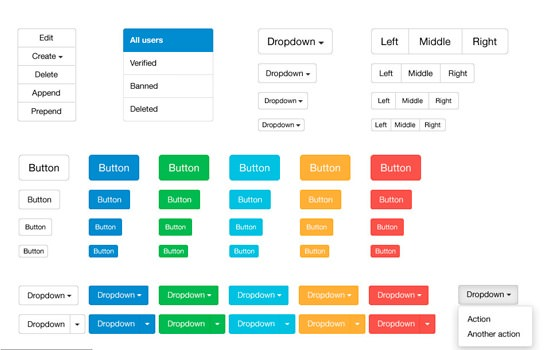 Edit
Create
Delete
Append
Prepend
All users
Verified
Banned
Deleted
Dropdown
Dropdown
Dropdown
Dropdown
Left Middle Right
Left Middle Right
Left Middle Right
Left Middle Right
Button Button Button Button Button Button
Button Button Button Button Button Button
Button Button Button Button Button Button
Button Button Button Button Button Button
Dropdown Dropdown Dropdown Dropdown Dropdown Dropdown
Dropdown Dropdown Dropdown Dropdown Dropdown Dropdown
Dropdown
Action
Another action